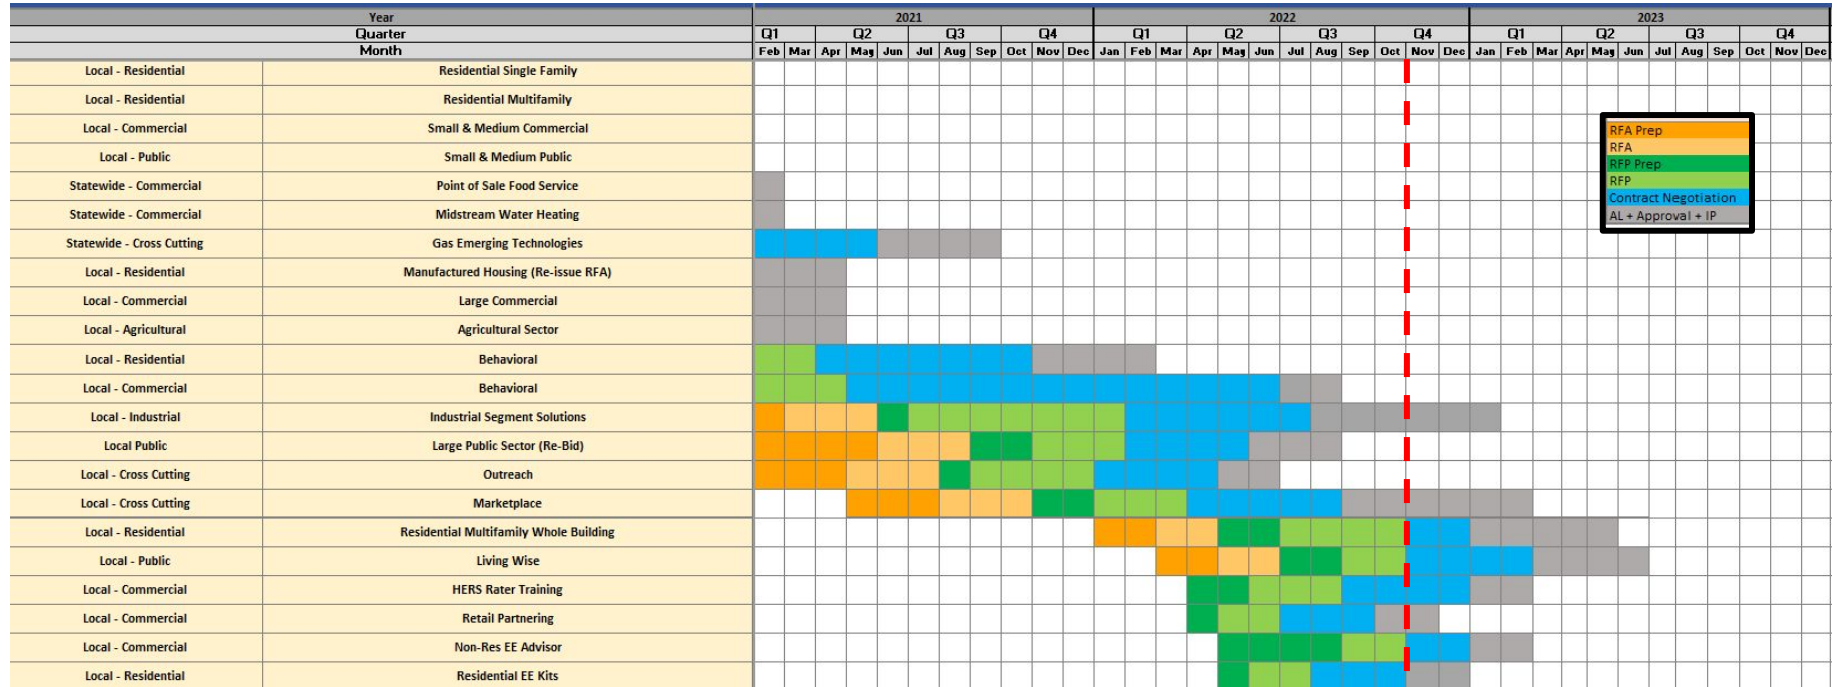 Year 2021 2022 2023
Quarter Q1 Q2 Q3 Q4 Q1 Q2 Q3 Q4 Q1 Q2 Q3 Q4
Month Feb Mar Apr May Jun Jul Aug Sep Oct Nov Dec Jan Feb Mar Apr May Jun Jul Aug Sep Oct Nov Dec Jan Feb Mar Apr May Jun Jul Aug Sep Oct Nov Dec
Local - Residential Residential Single Family
Local - Residential Residential Multifamily
Local - Commercial Small & Medium Commercial
Local - Public Small & Medium Public
Statewide - Commercial Point of Sale Food Service
Statewide - Commercial Midstream Water Heating
Statewide - Cross Cutting Gas Emerging Technologies
Local - Residential Manufactured Housing (Re-issue RFA)
Local - Commercial Large Commercial
Local - Agricultural Agricultural Sector
Local - Residential Behavioral
Local - Commercial Behavioral
Local - Industrial Industrial Segment Solutions
Local Public Large Public Sector (Re-Bid)
Local - Cross Cutting Outreach
Local - Cross Cutting Marketplace
Local - Residential Residential Multifamily Whole Building
Local - Public Living Wise
Local - Commercial HERS Rater Training
Local - Commercial Retail Partnering
Local - Commercial Non-Res EE Advisor
Local - Residential Residential EE Kits
RFA Prep
RFA
RFP Prep
RFP
Contract Negotiation
AL + Approval + IP